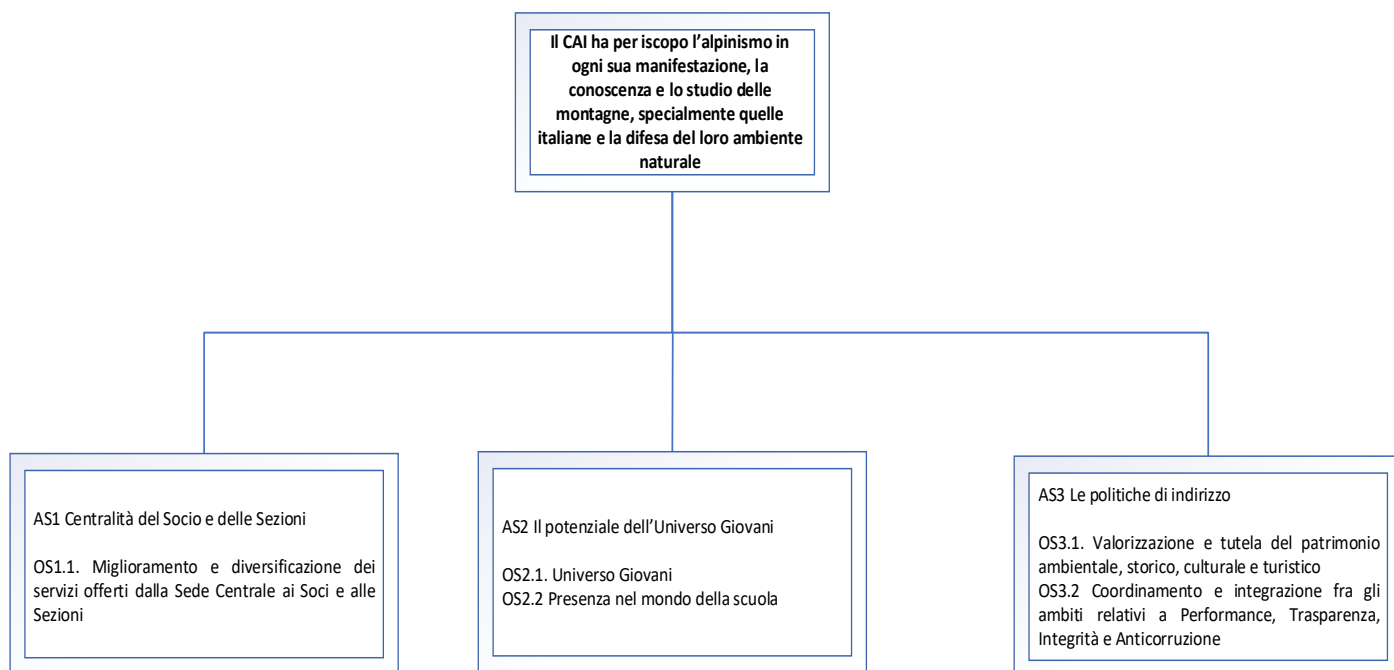 Il CAI ha per iscopo l’alpinismo in
ogni sua manifestazione, la
conoscenza e lo studio delle
montagne, specialmente quelle
italiane e la difesa del loro ambiente
naturale
AS1 Centralità del Socio e delle Sezioni
OS1.1. Miglioramento e diversificazione dei
servizi offerti dalla Sede Centrale ai Soci e alle
Sezioni
AS2 Il potenziale dell’Universo Giovani
OS2.1. Universo Giovani
OS2.2 Presenza nel mondo della scuola
AS3 Le politiche di indirizzo
OS3.1. Valorizzazione e tutela del patrimonio
ambientale, storico, culturale e turistico
OS3.2 Coordinamento e integrazione fra gli
ambiti relativi a Performance, Trasparenza,
Integrità e Anticorruzione